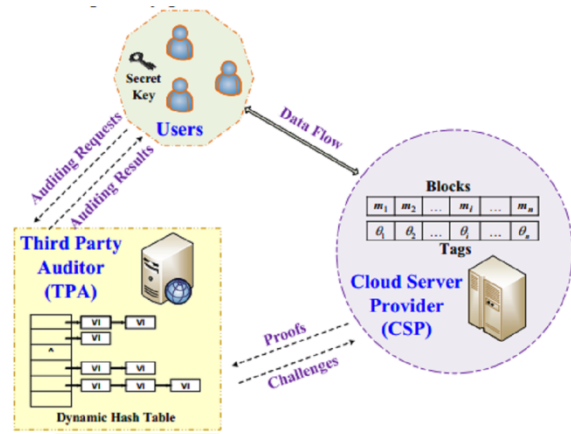 Secret
Key
Users
Data Flow
Auditing Requests
Auditing Results
Blocks
m1 m2 ... mi ... mn
θ1 θ2 ... θi ... θn
Tags
Cloud Server
Provider
(CSP)
Third Party
Auditor
(TPA)
VI VI
VI
^
VI VI
VI VI VI
Dynamic Hash Table
Proofs
Challenges